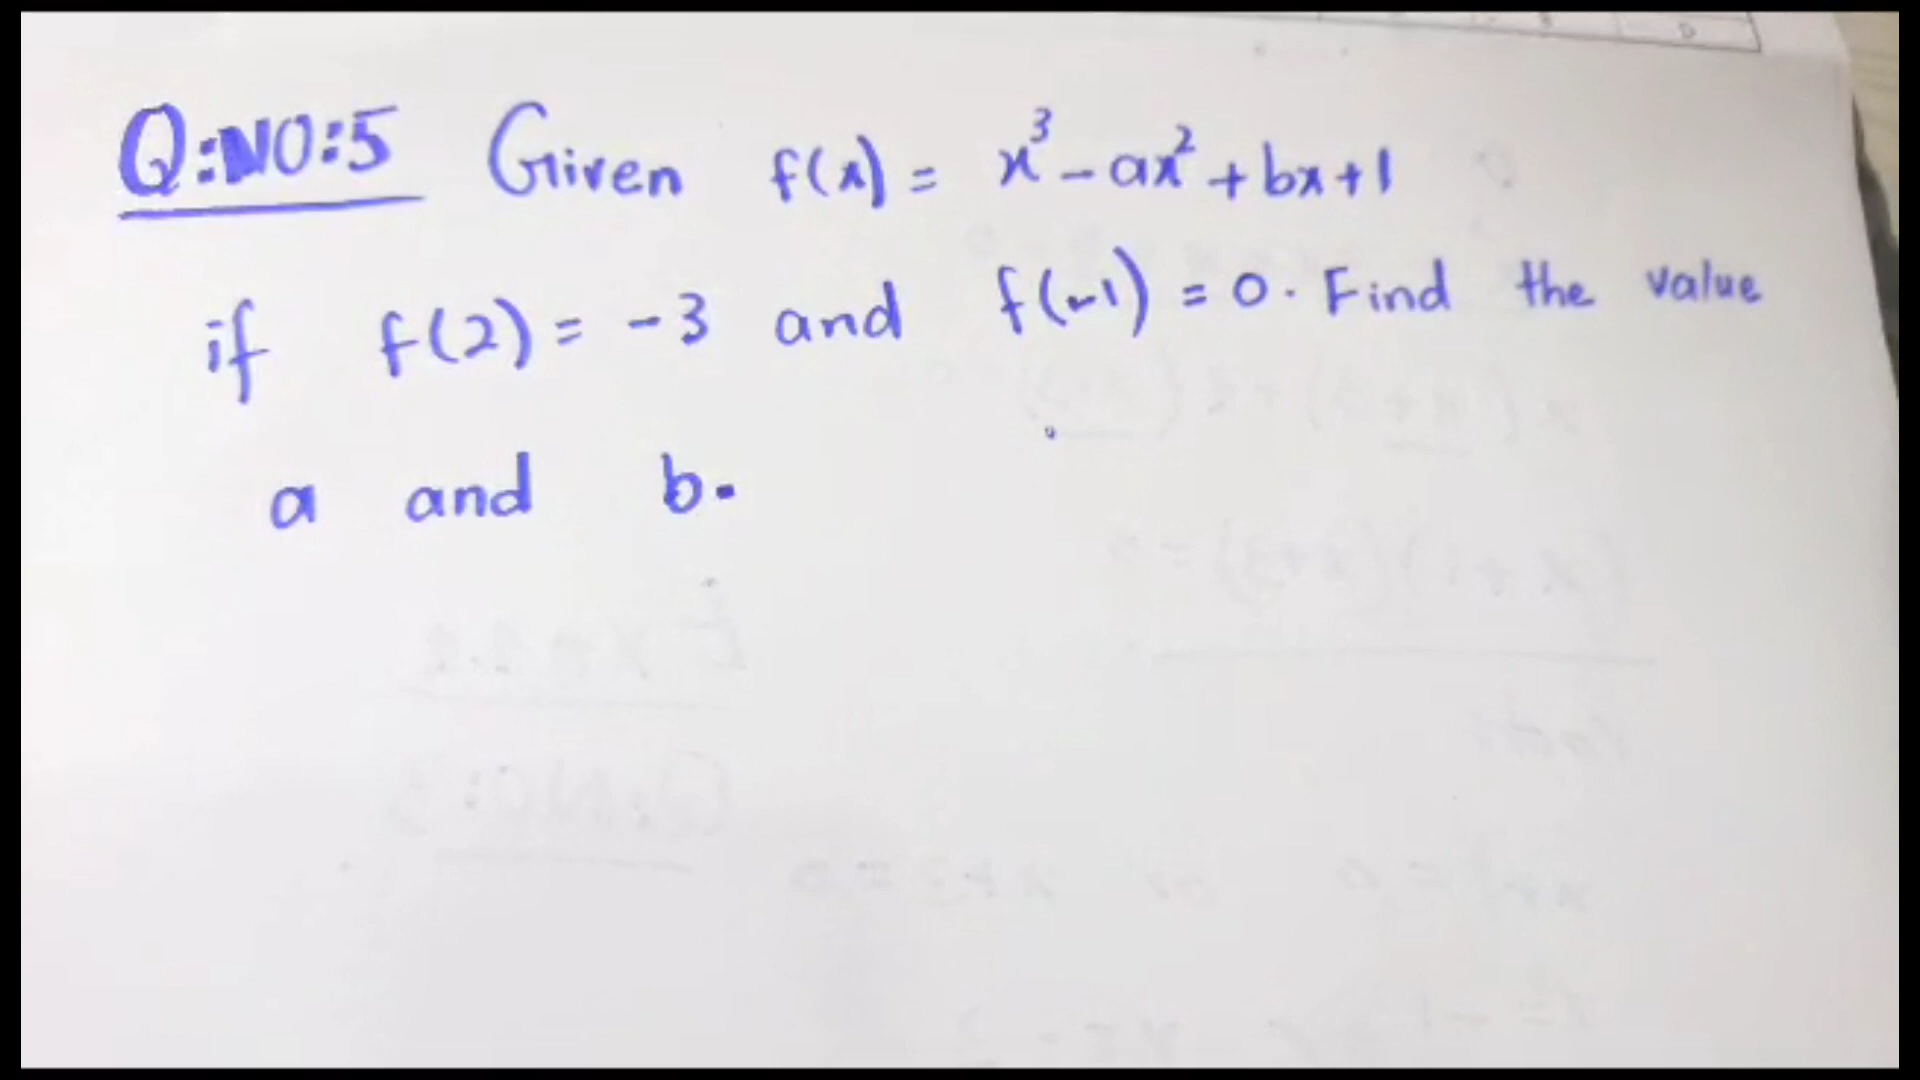 Q:NO:5 Given f(x) = x³ - ax² + bx + 1
if f(2) = -3 and f(-1) = 0. Find the value
a and b.